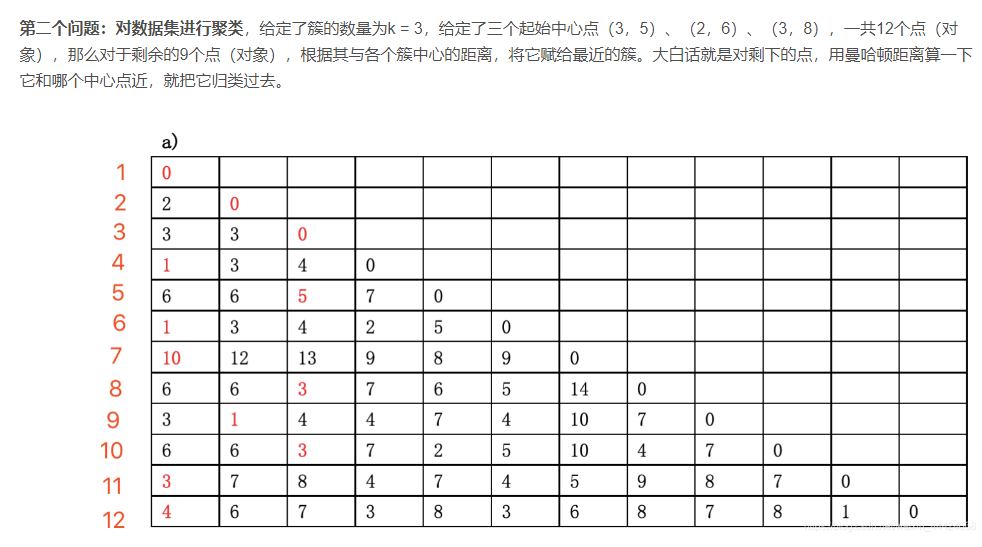 第二个问题：对数据集进行聚类，给定了簇的数量为k = 3，给定了三个起始中心点（3，5）、（2，6）、（3，8），一共12个点（对
象），那么对于剩余的9个点（对象），根据其与各个簇中心的距离，将它赋给最近的簇。大白话就是对剩下的点，用曼哈顿距离算一下
它和哪个中心点近，就把它归类过去。
a)
1 0
2 2 0
3 3 3 0
4 1 3 4 0
5 6 6 5 7 0
6 1 3 4 2 5 0
7 10 12 13 9 8 9 0
8 6 6 3 7 6 5 14 0
9 3 1 4 4 7 4 10 7 0
10 6 6 3 7 2 5 10 4 7 0
11 3 7 8 4 7 4 5 9 8 7 0
12 4 6 7 3 8 3 6 8 7 8 1 0